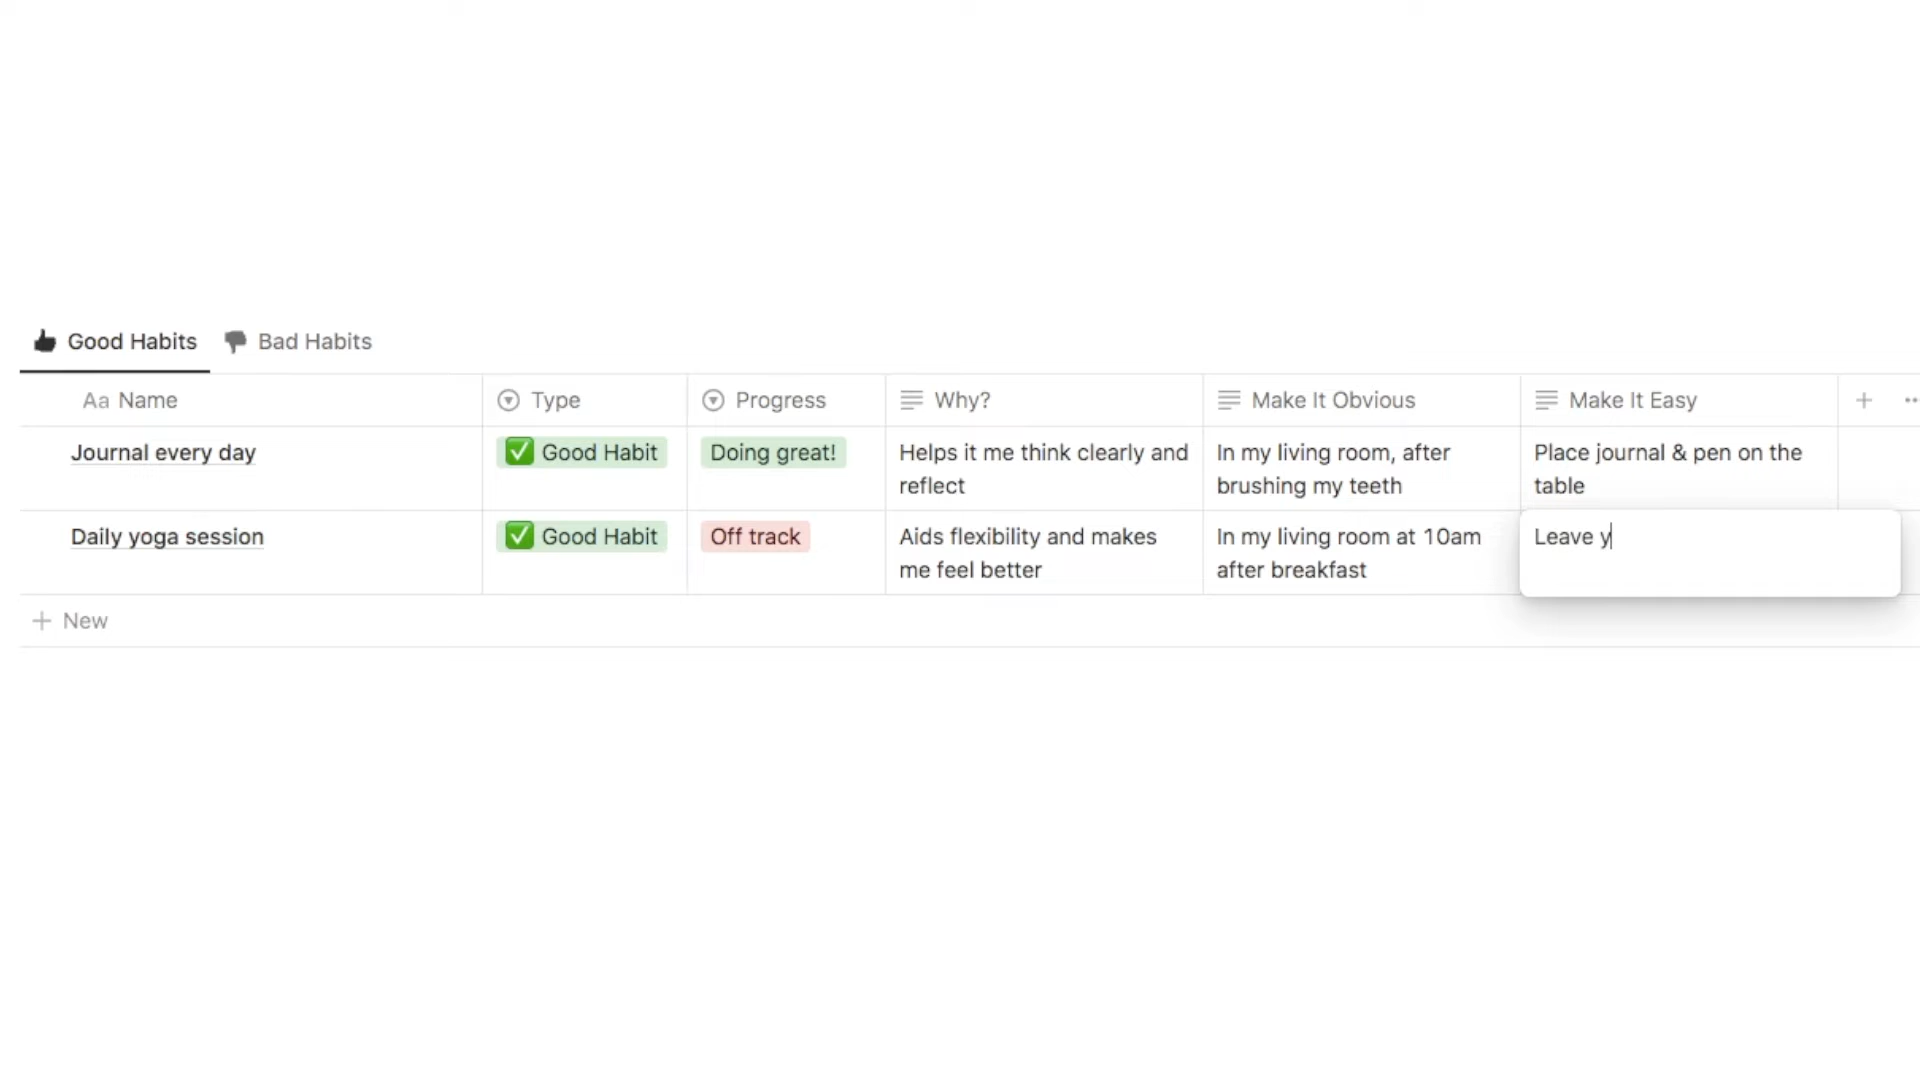 Good Habits Bad Habits
Aa Name Type Progress Why? Make It Obvious Make It Easy
Journal every day Good Habit Doing great! Helps it me think clearly and In my living room, after Place journal & pen on the
reflect brushing my teeth table
Daily yoga session Good Habit Off track Aids flexibility and makes In my living room at 10am Leave y
me feel better after breakfast
New